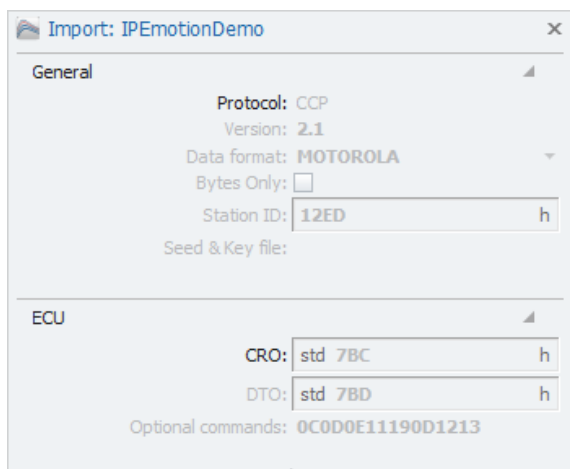 Import: IPEmotionDemo
General
Protocol: CCP
Version: 2.1
Data format: MOTOROLA
Bytes Only:
Station ID: 12ED h
Seed & Key file:
ECU
CRO: std 7BC h
DTO: std 7BD h
Optional commands: 0C0D0E11190D1213